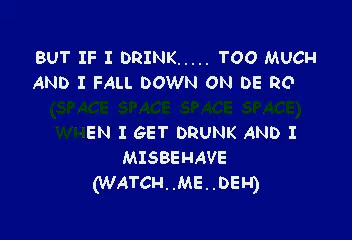 BUT IF I DRINK..... TOO MUCH
AND I FALL DOWN ON DE RO
(SPACE SPACE SPACE SPACE)
WHEN I GET DRUNK AND I
MISBEHAVE
(WATCH..ME..DEH)